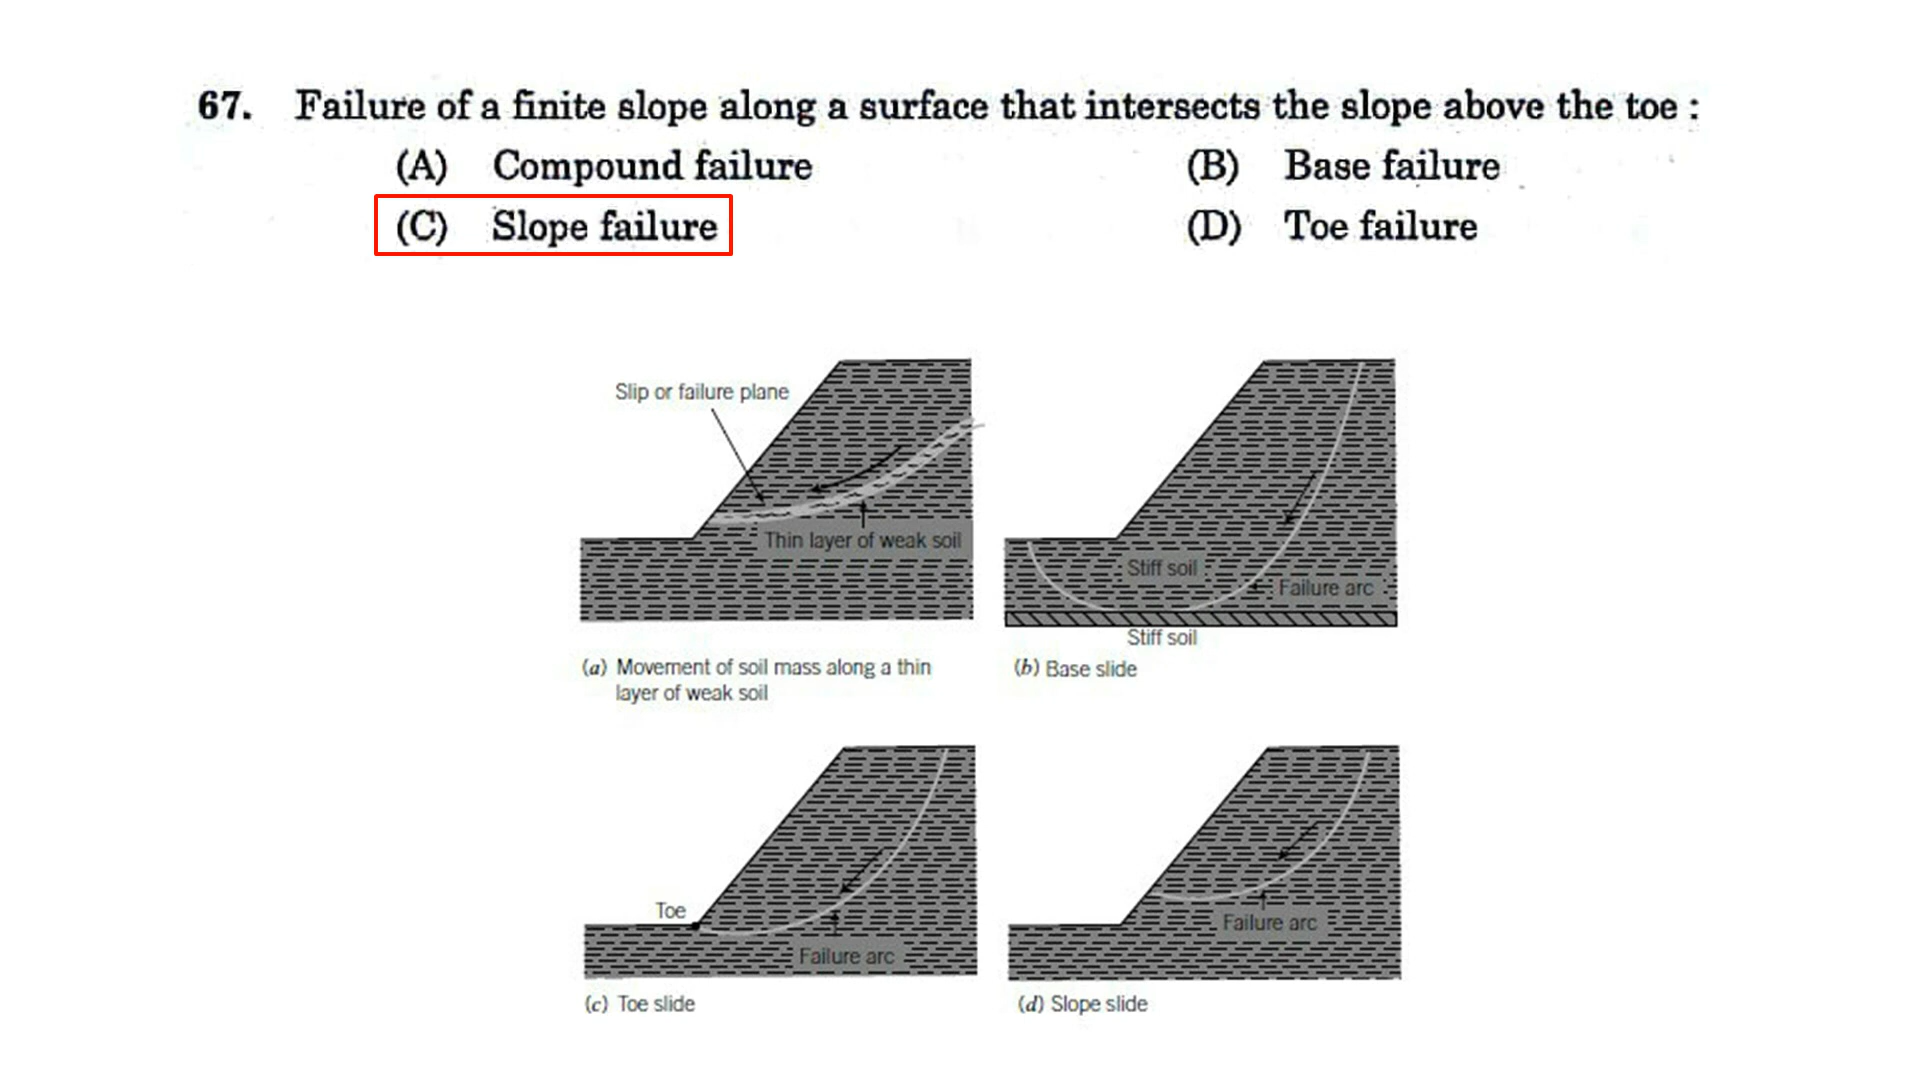 67. Failure of a finite slope along a surface that intersects the slope above the toe :
(A) Compound failure (B) Base failure
(C) Slope failure (D) Toe failure
Slip or failure plane
Thin layer of weak soil
(a) Movement of soil mass along a thin
layer of weak soil
Stiff soil
Failure arc
Stiff soil
(b) Base slide
Toe
Failure arc
(c) Toe slide
Failure arc
(d) Slope slide